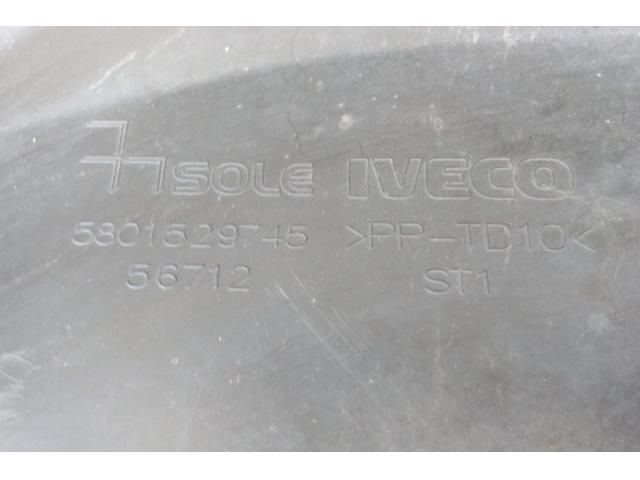 SOLE IVECO
5801529745 >PP-TD10<
56712 ST1